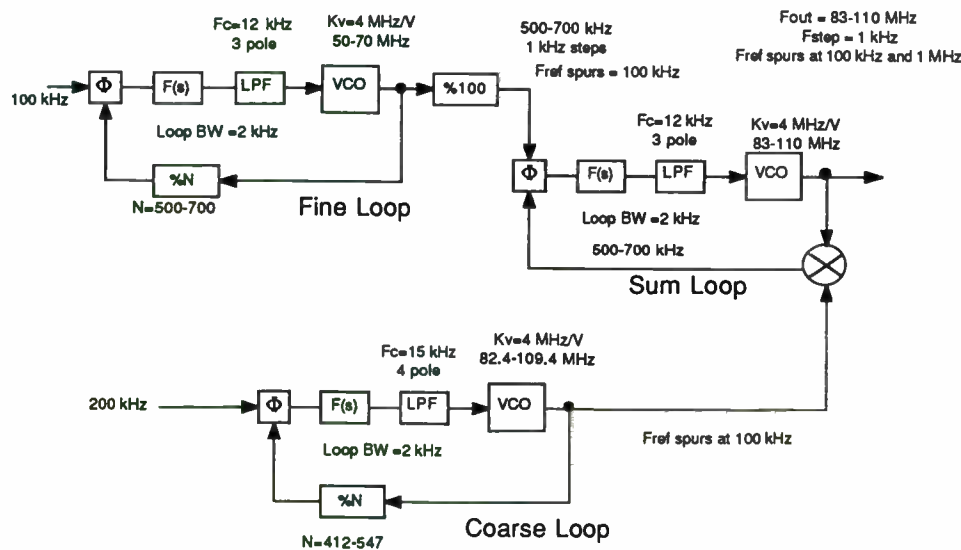 Fc=12 kHz
3 pole
Kv=4 MHz/V
50-70 MHz
500-700 kHz
1 kHz steps
Fref spurs = 100 kHz
Fout = 83-110 MHz
Fstep = 1 kHz
Fref spurs at 100 kHz and 1 MHz
100 kHz
Φ
F(s)
LPF
VCO
%100
Loop BW =2 kHz
%N
N=500-700
Fine Loop
Fc=12 kHz
3 pole
Kv=4 MHz/V
83-110 MHz
Φ
F(s)
LPF
VCO
Loop BW =2 kHz
500-700 kHz
Sum Loop
Fc=15 kHz
4 pole
Kv=4 MHz/V
82.4-109.4 MHz
200 kHz
Φ
F(s)
LPF
VCO
Loop BW =2 kHz
Fref spurs at 100 kHz
%N
N=412-547
Coarse Loop